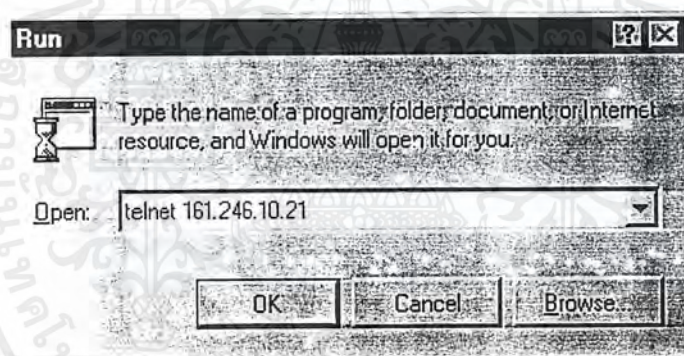 Run
Type the name of a program, folder, document, or Internet
resource, and Windows will open it for you.
Open: telnet 161.246.10.21
OK Cancel Browse...